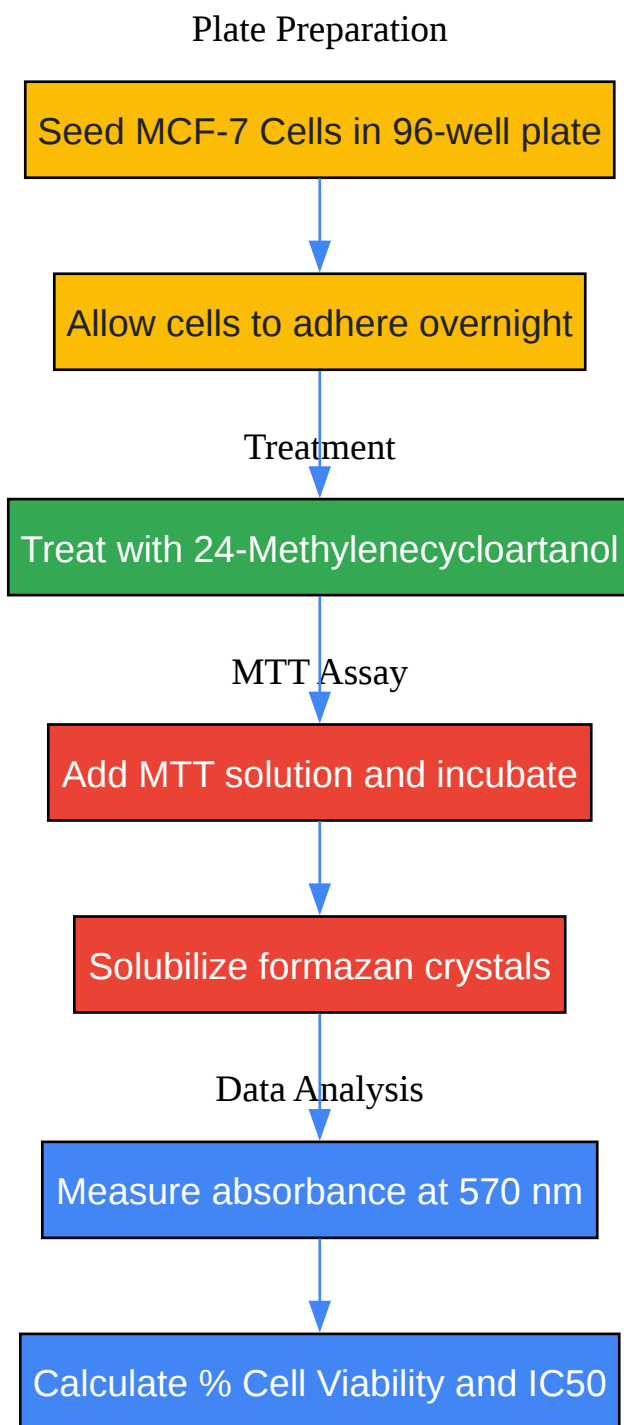 Plate Preparation
Seed MCF-7 Cells in 96-well plate
Allow cells to adhere overnight
Treatment
Treat with 24-Methylenecycloartanol
MTT Assay
Add MTT solution and incubate
Solubilize formazan crystals
Data Analysis
Measure absorbance at 570 nm
Calculate % Cell Viability and IC50